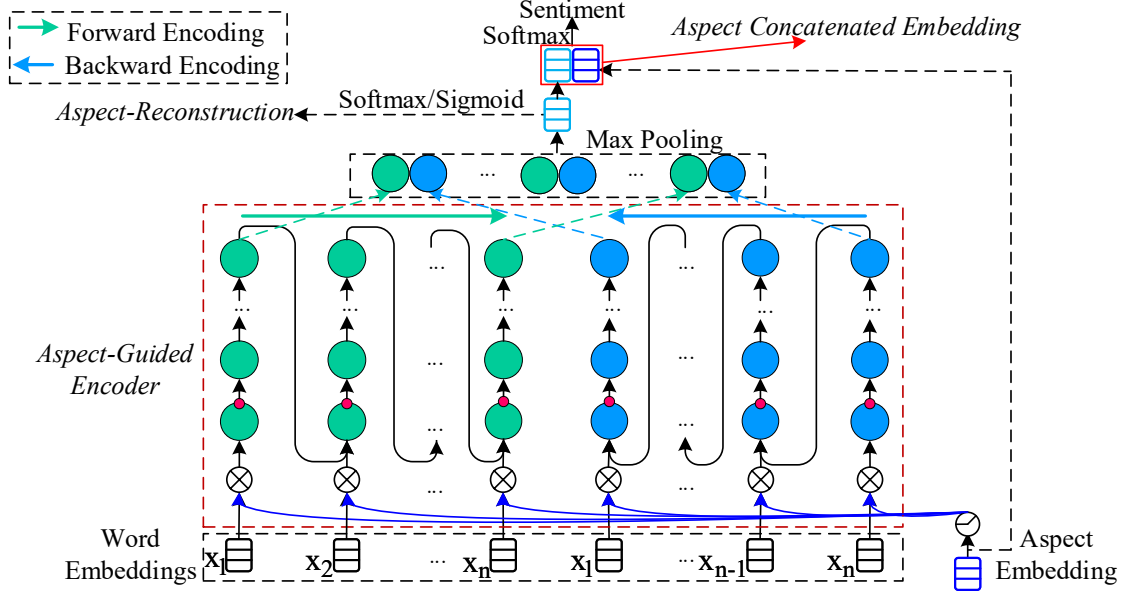 Sentiment
Softmax
Aspect Concatenated Embedding
Forward Encoding
Backward Encoding
Aspect-Reconstruction
Softmax/Sigmoid
Max Pooling
... ...
... ... ... ... ... ... ... ...
Aspect-Guided
Encoder
... ...
... ...
... ...
Word
Embeddings
x1 x2 ... xn x1 ... xn-1 xn
Aspect
Embedding